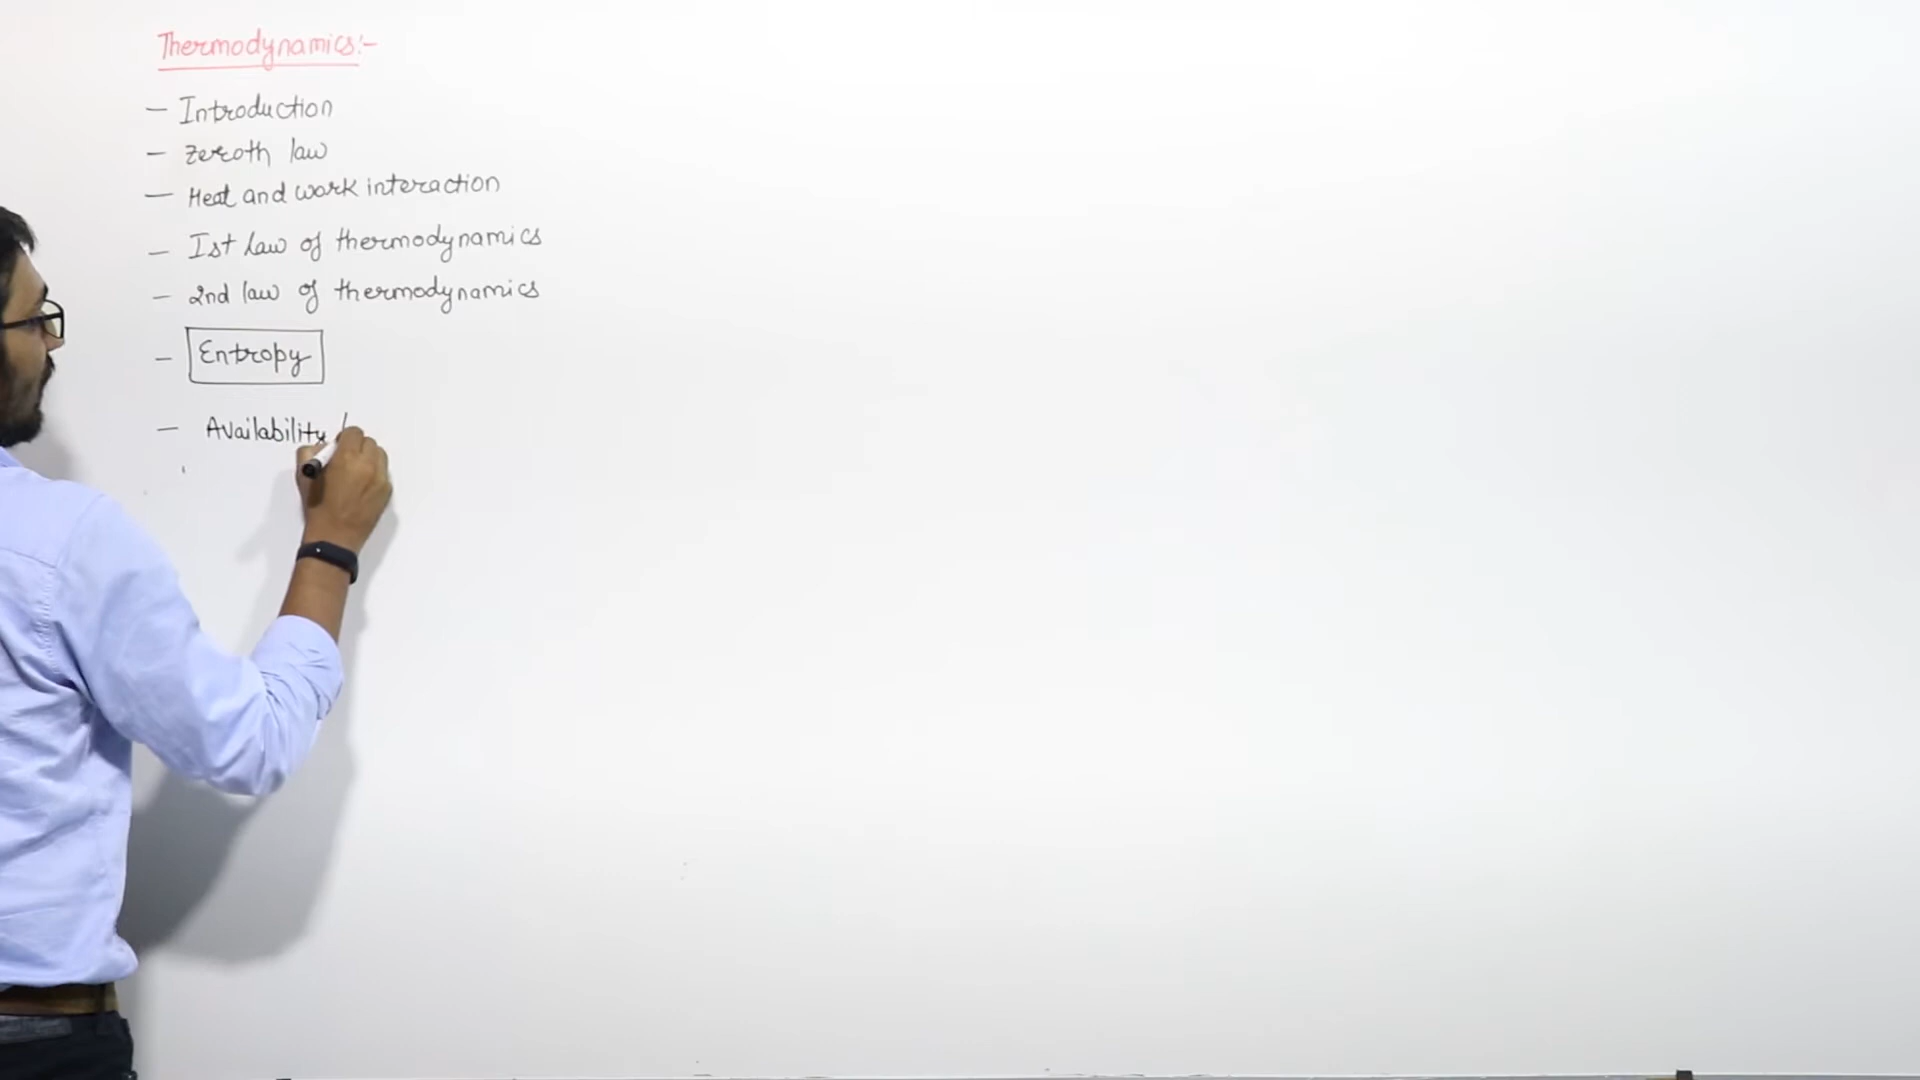 Thermodynamics:-
— Introduction
— Zeroth law
— Heat and work interaction
— Ist Law of thermodynamics
— 2nd law of thermodynamics
— Entropy
— Availability /